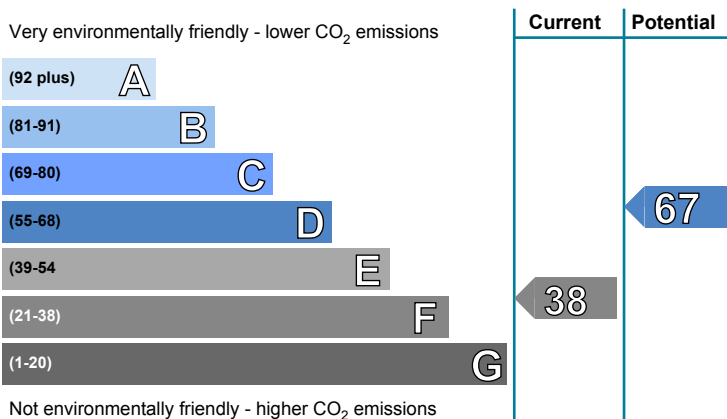 Very environmentally friendly - lower CO2 emissions
Current
Potential
(92 plus) A
(81-91) B
(69-80) C
(55-68) D
(39-54 E
(21-38) F
(1-20) G
67
38
Not environmentally friendly - higher CO2 emissions